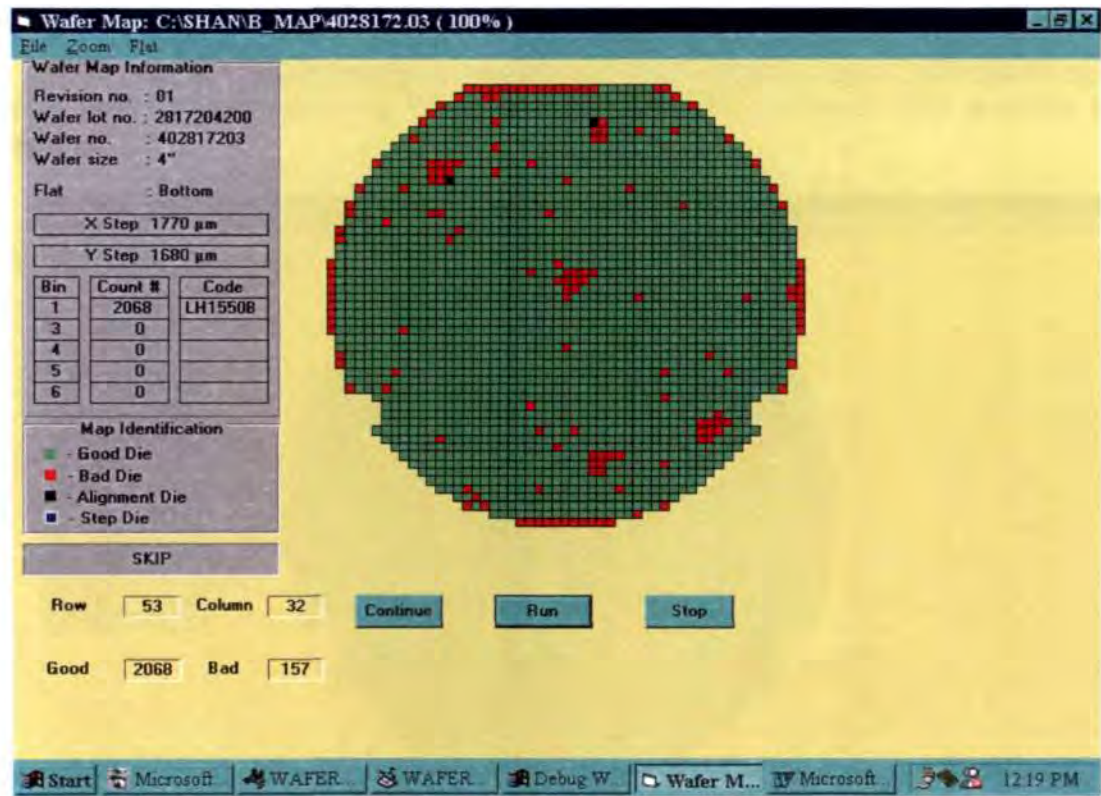 Wafer Map: C:\SHAN\B_MAP\4028172.03 ( 100% )
File Zoom Flat
Wafer Map Information
Revision no. : 01
Wafer lot no. : 2817204200
Wafer no. : 402817203
Wafer size : 4"
Flat : Bottom
X Step 1770 µm
Y Step 1680 µm
Bin Count # Code
1 2068 LH1550B
3 0
4 0
5 0
6 0
Map Identification
- Good Die
- Bad Die
- Alignment Die
- Step Die
SKIP
Row 53 Column 32 Continue Run Stop
Good 2068 Bad 157
Start Microsoft WAFER... WAFER Debug W... Wafer M... Microsoft... 12:19 PM